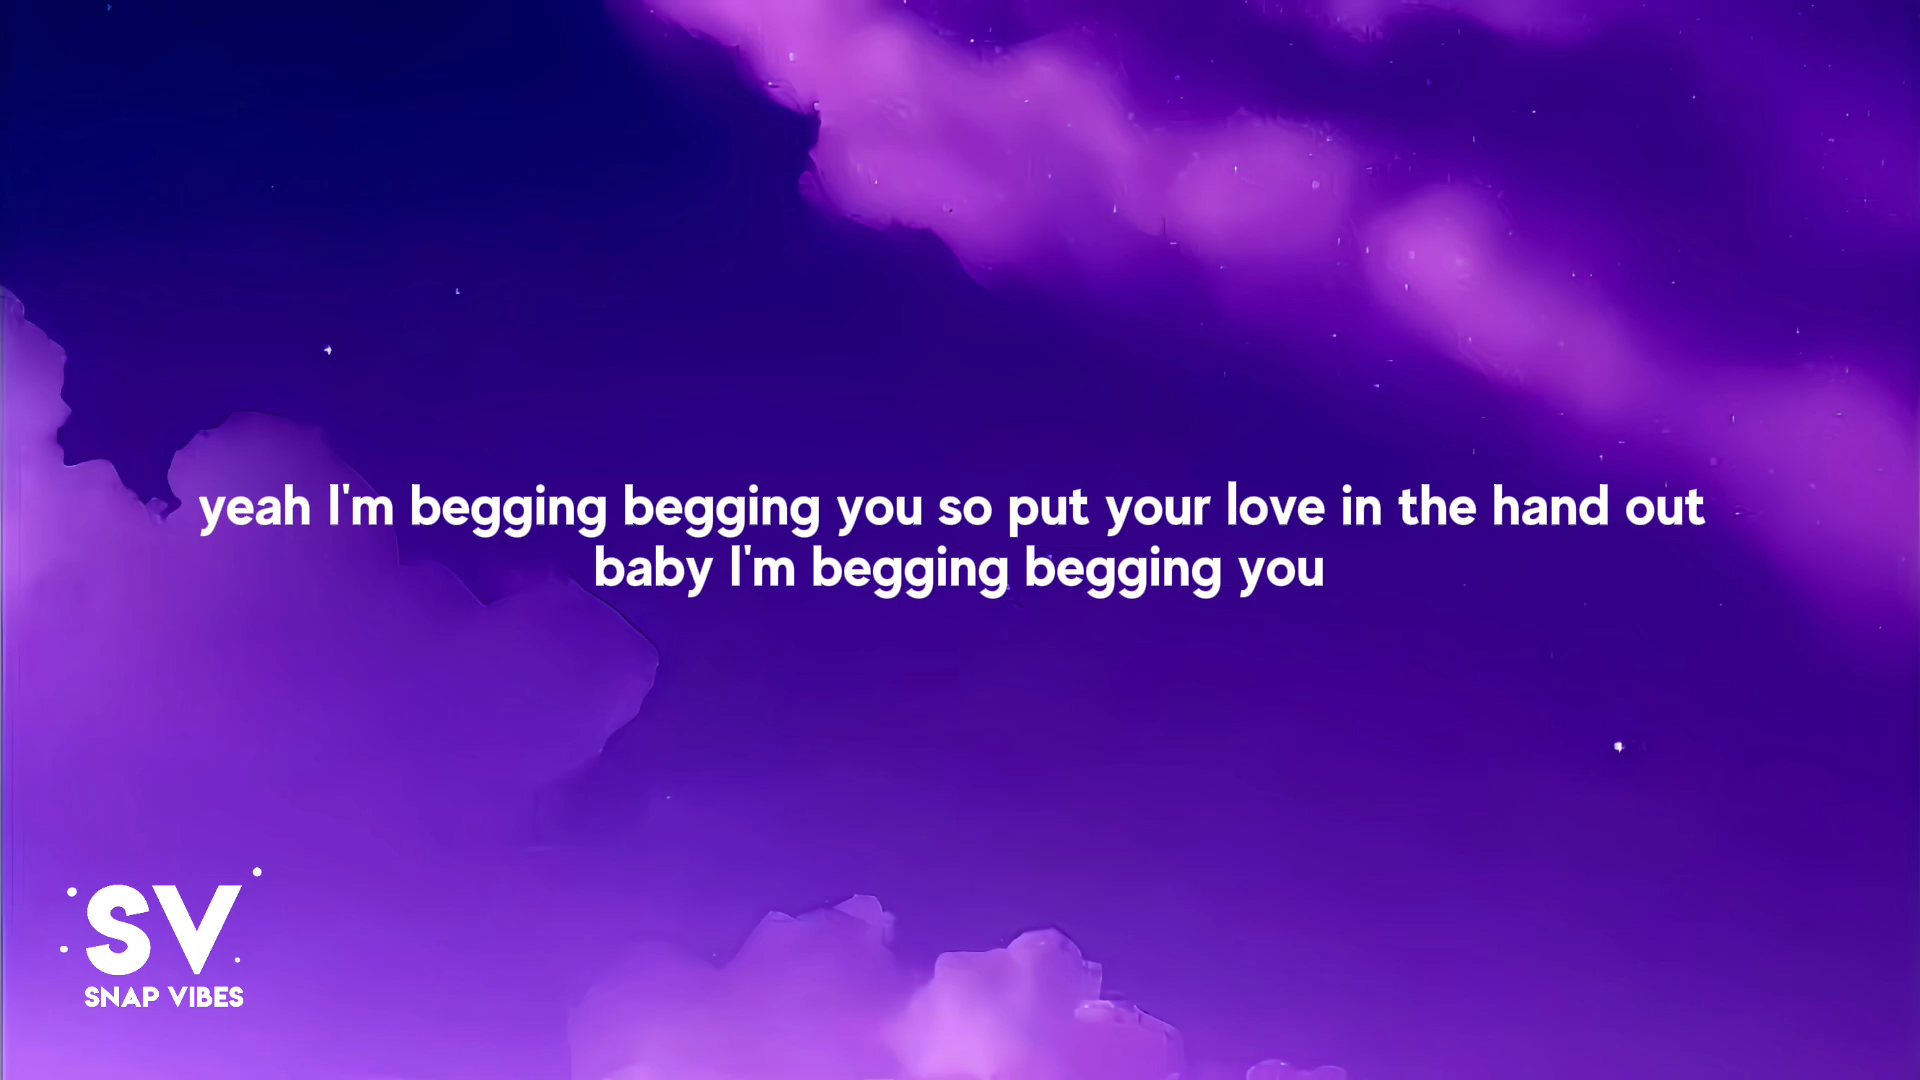 yeah I'm begging begging you so put your love in the hand out
baby I'm begging begging you
SV
SNAP VIBES